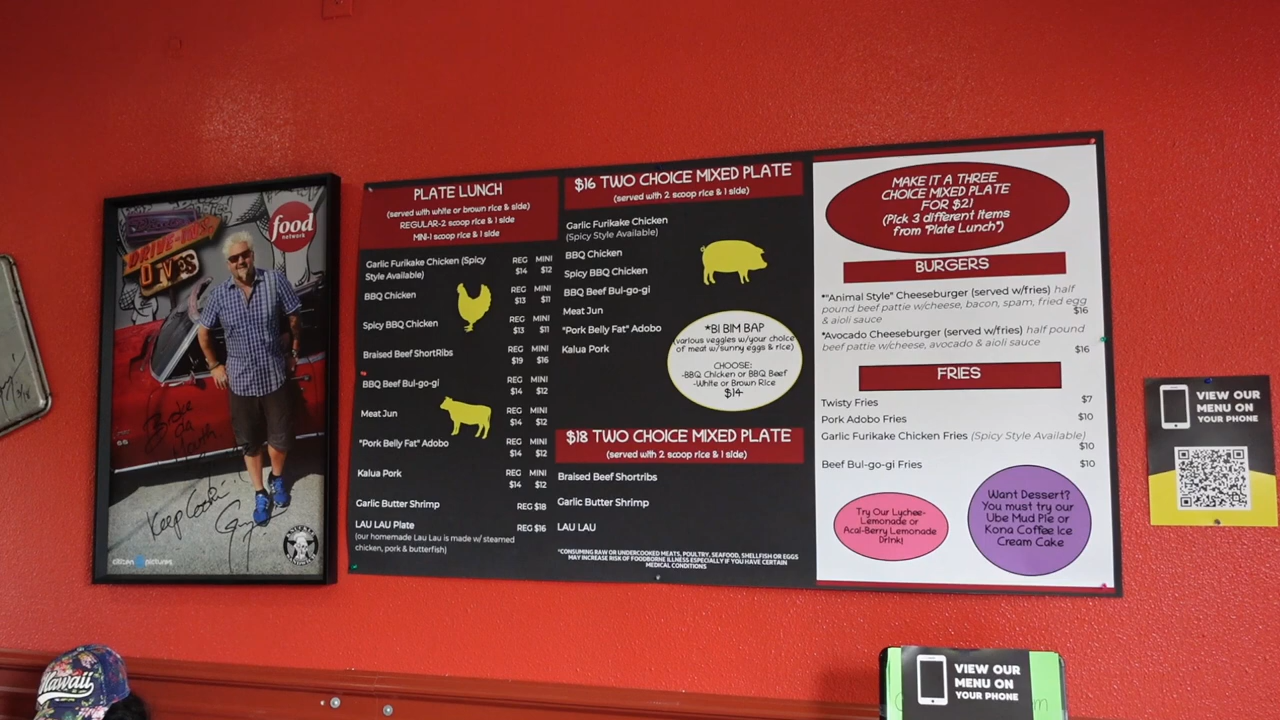 food
network
DRIVE-INS
DIVES
Keep Cookin'!
citizen pictures
PLATE LUNCH
(served with white or brown rice & side)
REGULAR-2 scoop rice & 1 side
MINI-1 scoop rice & 1 side
Garlic Furikake Chicken (Spicy Style Available) REG $14 MINI $12
BBQ Chicken REG $13 MINI $11
Spicy BBQ Chicken REG $13 MINI $11
Braised Beef ShortRibs REG $19 MINI $16
BBQ Beef Bul-go-gi REG $14 MINI $12
Meat Jun REG $14 MINI $12
*"Pork Belly Fat" Adobo REG $14 MINI $12
Kalua Pork REG $14 MINI $12
Garlic Butter Shrimp REG $18
LAU LAU Plate REG $16
(our homemade Lau Lau is made w/ steamed
chicken, pork & butterfish)
$16 TWO CHOICE MIXED PLATE
(served with 2 scoop rice & 1 side)
Garlic Furikake Chicken
(Spicy Style Available)
BBQ Chicken
Spicy BBQ Chicken
BBQ Beef Bul-go-gi
Meat Jun
*"Pork Belly Fat" Adobo
Kalua Pork
*BI BIM BAP
(various veggies w/your choice
of meat w/sunny eggs & rice)
CHOOSE:
-BBQ Chicken or BBQ Beef
-White or Brown Rice
$14
$18 TWO CHOICE MIXED PLATE
(served with 2 scoop rice & 1 side)
Braised Beef Shortribs
Garlic Butter Shrimp
LAU LAU
*CONSUMING RAW OR UNDERCOOKED MEATS, POULTRY, SEAFOOD, SHELLFISH OR EGGS
MAY INCREASE RISK OF FOODBORNE ILLNESS ESPECIALLY IF YOU HAVE CERTAIN
MEDICAL CONDITIONS
MAKE IT A THREE
CHOICE MIXED PLATE
FOR $21
(Pick 3 different items
from "Plate Lunch")
BURGERS
*"Animal Style" Cheeseburger (served w/fries) half
pound beef pattie w/cheese, bacon, spam, fried egg
& aioli sauce $16
*Avocado Cheeseburger (served w/fries) half pound
beef pattie w/cheese, avocado & aioli sauce
$16
FRIES
Twisty Fries $7
Pork Adobo Fries $10
Garlic Furikake Chicken Fries (Spicy Style Available)
$10
Beef Bul-go-gi Fries $10
Try Our Lychee-
Lemonade or
Acai-Berry Lemonade
Drink!
Want Dessert?
You must try our
Ube Mud Pie or
Kona Coffee Ice
Cream Cake
VIEW OUR
MENU ON
YOUR PHONE
Hawaii
VIEW OUR
MENU ON
YOUR PHONE